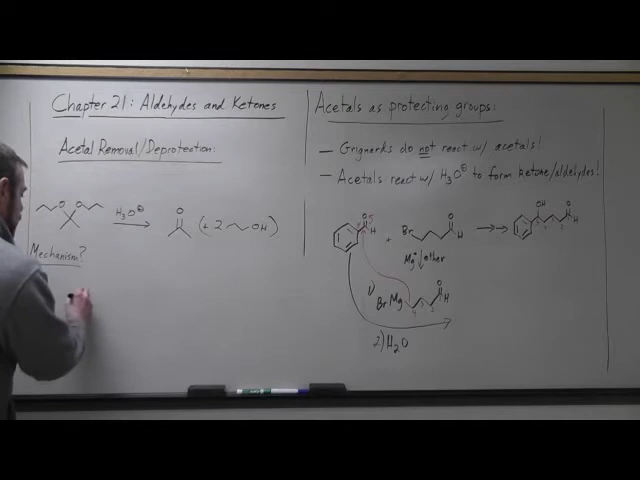 Chapter 21: Aldehydes and Ketones
Acetal Removal/Deprotection:
O O H₃O⊕ O (+ 2 OH)
Mechanism?
Acetals as protecting groups:
— Grignards do not react w/ acetals!
— Acetals react w/ H₃O⊕ to form ketone/aldehydes!
O H + Br O H OH O H
Mg° ether
1) BrMg O H
2) H₂O